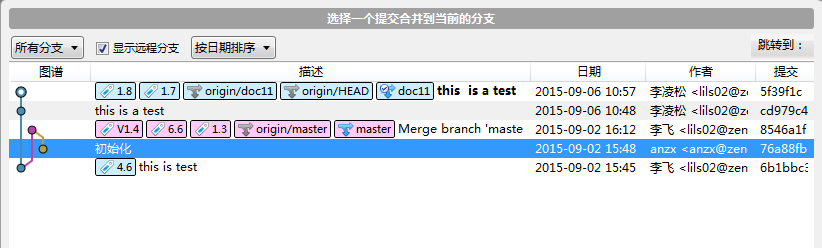 选择一个提交合并到当前的分支
所有分支 显示远程分支 按日期排序 跳转到：
图谱 描述 日期 作者 提交
1.8 1.7 origin/doc11 origin/HEAD doc11 this is a test 2015-09-06 10:57 李凌松 <lils02@ze 5f39f1c
this is a test 2015-09-06 10:48 李凌松 <lils02@ze cd979c4
V1.4 6.6 1.3 origin/master master Merge branch 'maste 2015-09-02 16:12 李飞 <lils02@zen 8546a1f
初始化 2015-09-02 15:48 anzx <anzx@zen 76a88fb
4.6 this is test 2015-09-02 15:45 李飞 <lils02@zen 6b1bbc3